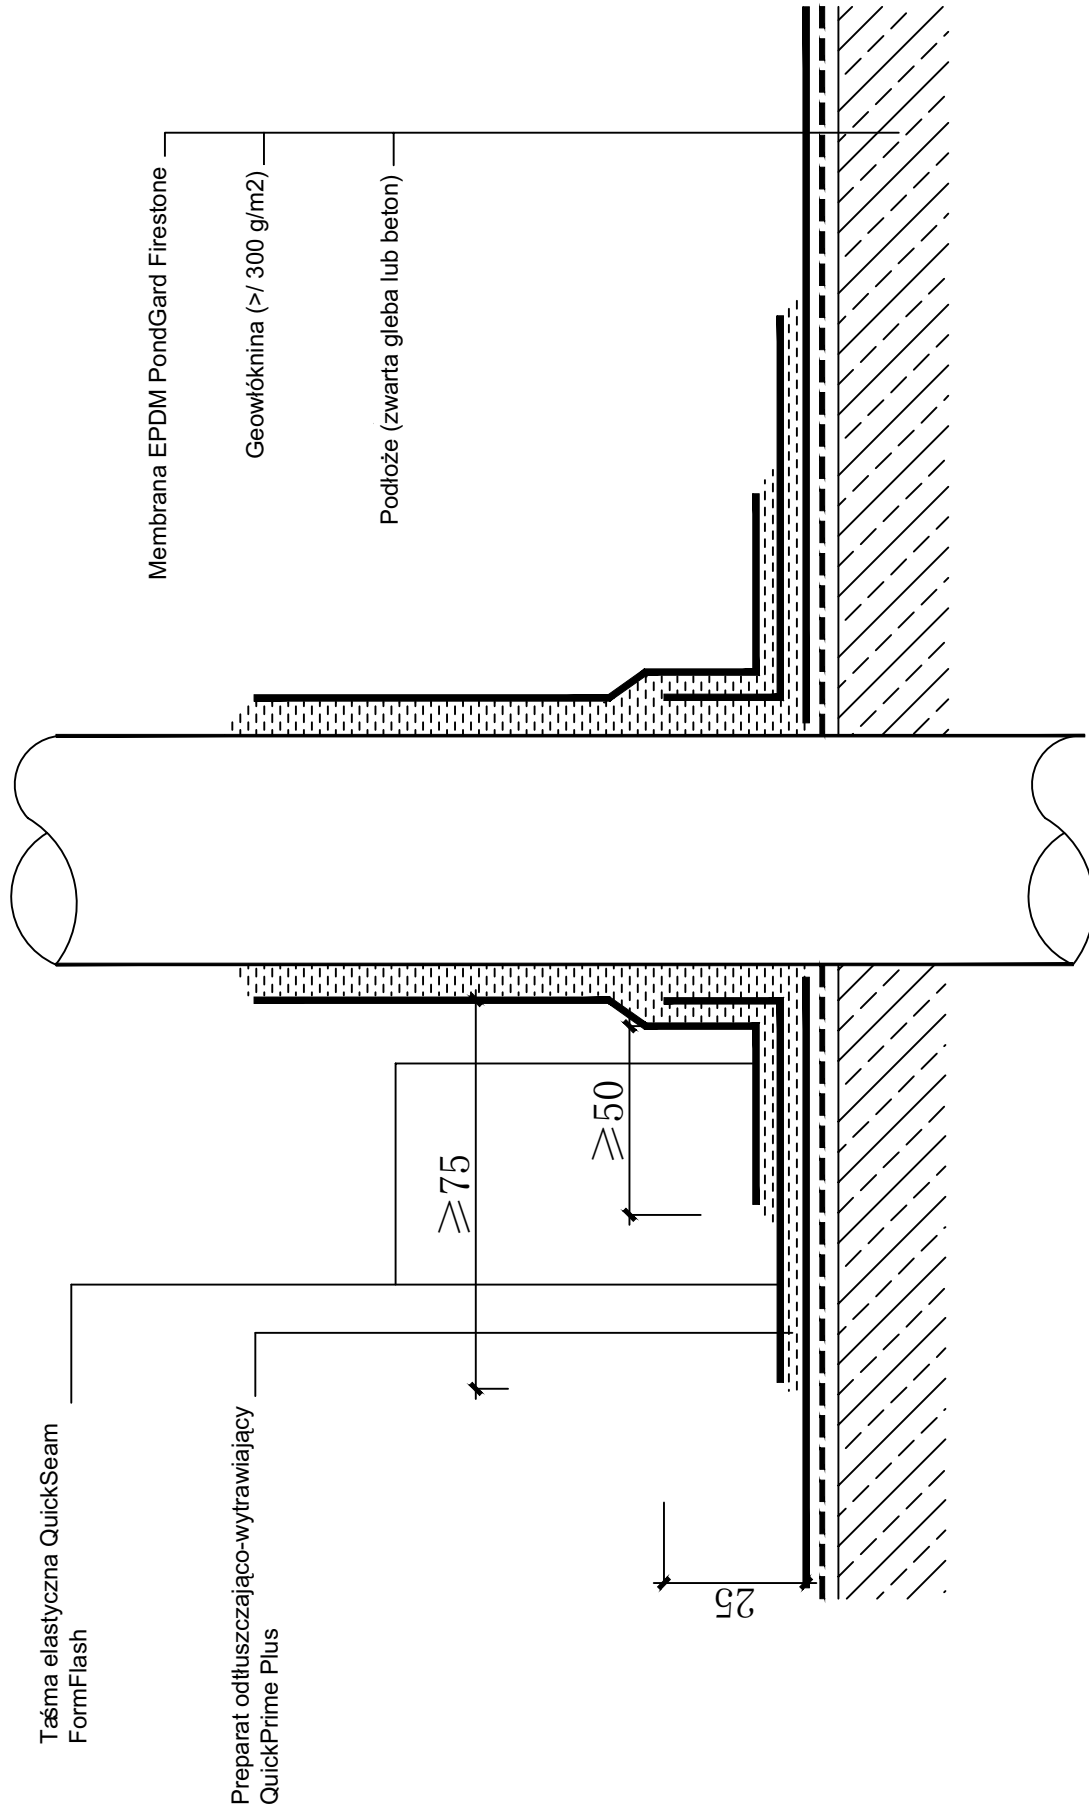 Taśma elastyczna QuickSeam
FormFlash
Preparat odtłuszczająco-wytrawiający
QuickPrime Plus
Membrana EPDM PondGard Firestone
Geowłóknina (>/ 300 g/m2)
Podłoże (zwarta gleba lub beton)
≥75
≥50
25